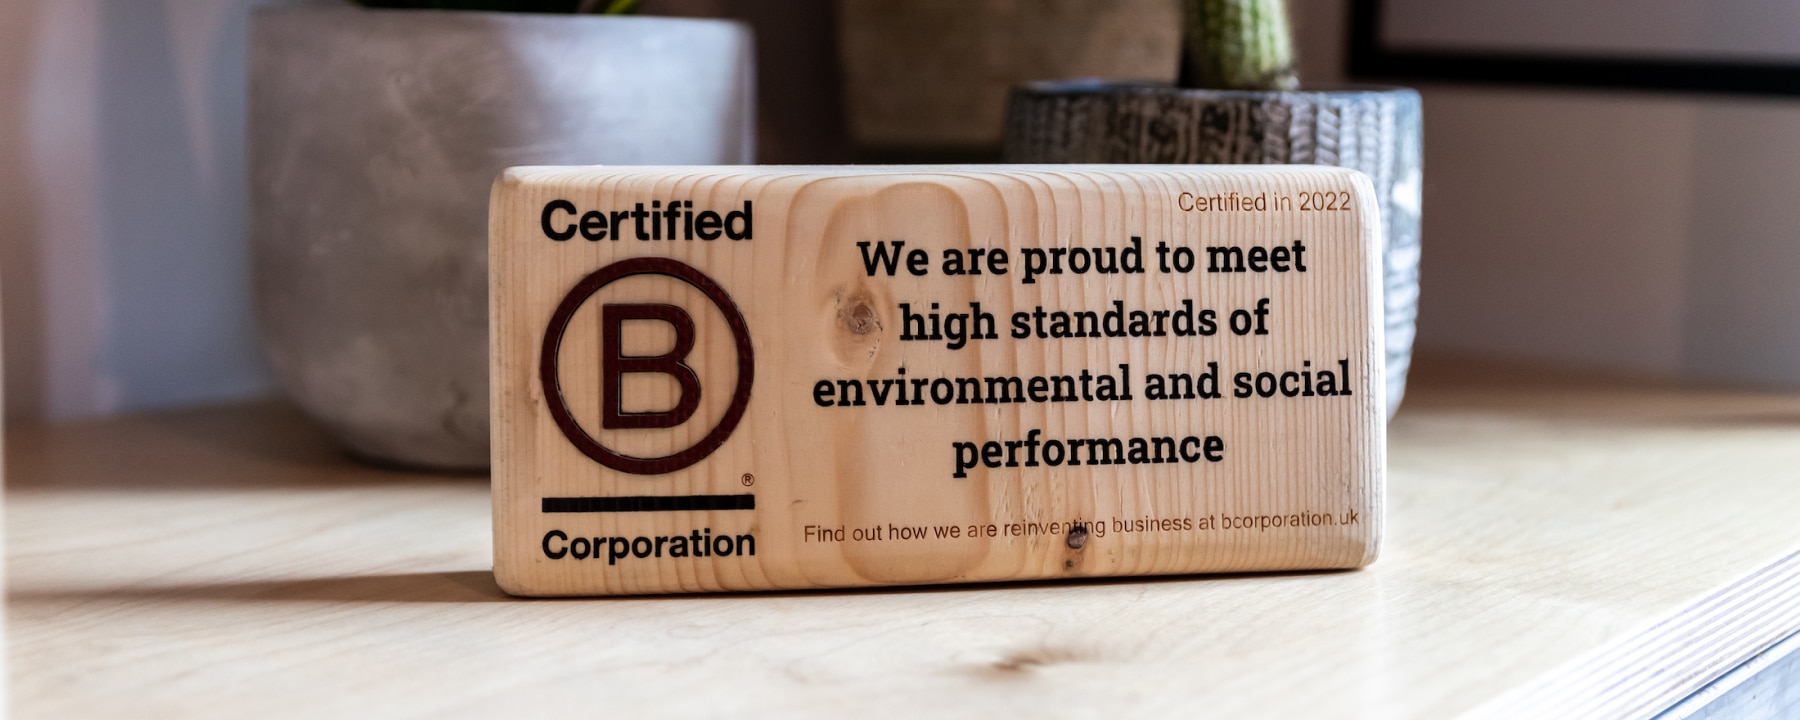 Certified
B
®
Corporation
Certified in 2022
We are proud to meet
high standards of
environmental and social
performance
Find out how we are reinventing business at bcorporation.uk